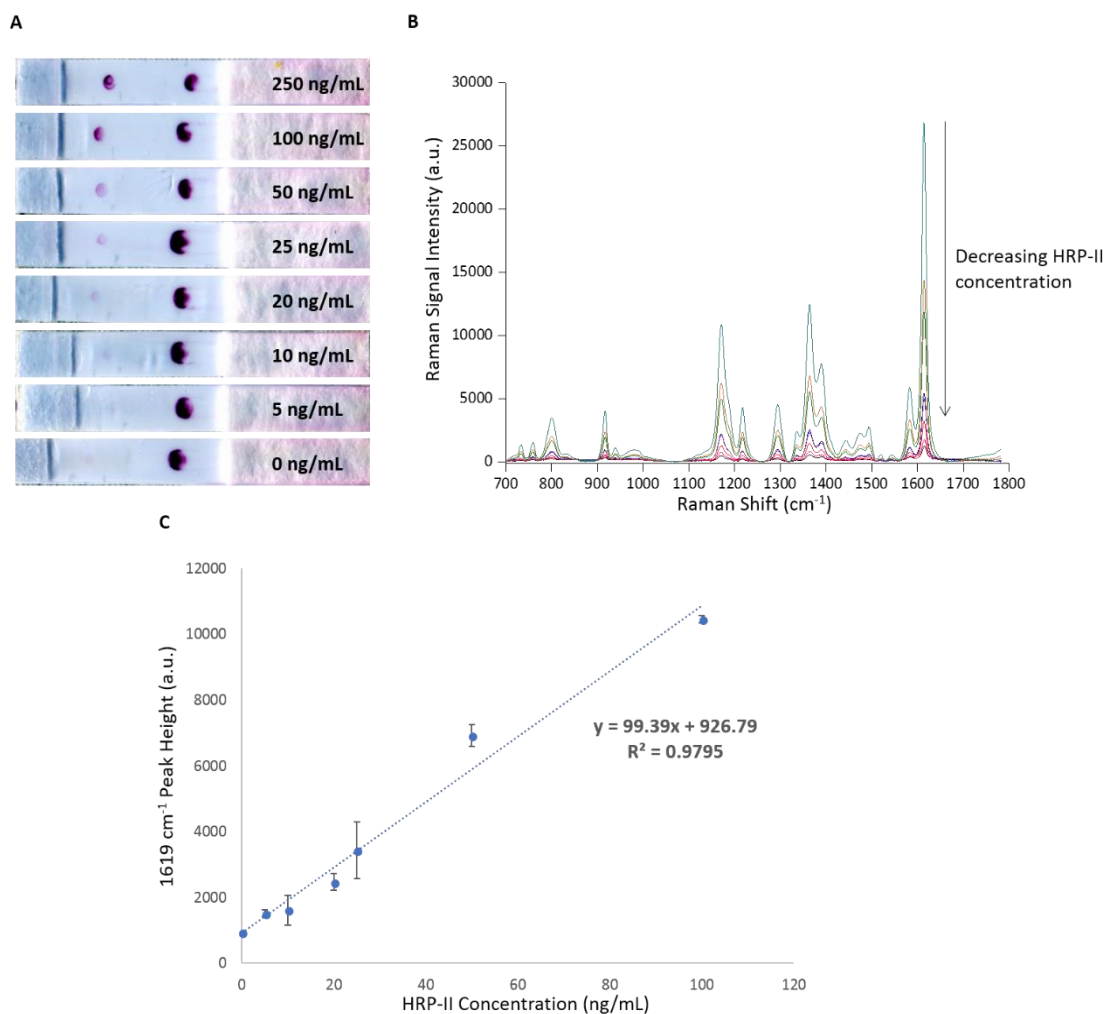 A
250 ng/mL
100 ng/mL
50 ng/mL
25 ng/mL
20 ng/mL
10 ng/mL
5 ng/mL
0 ng/mL
B
Raman Signal Intensity (a.u.)
30000
25000
20000
15000
10000
5000
0
700 800 900 1000 1100 1200 1300 1400 1500 1600 1700 1800
Raman Shift (cm⁻¹)
Decreasing HRP-II
concentration
C
1619 cm⁻¹ Peak Height (a.u.)
12000
10000
8000
6000
4000
2000
0
y = 99.39x + 926.79
R² = 0.9795
0 20 40 60 80 100 120
HRP-II Concentration (ng/mL)